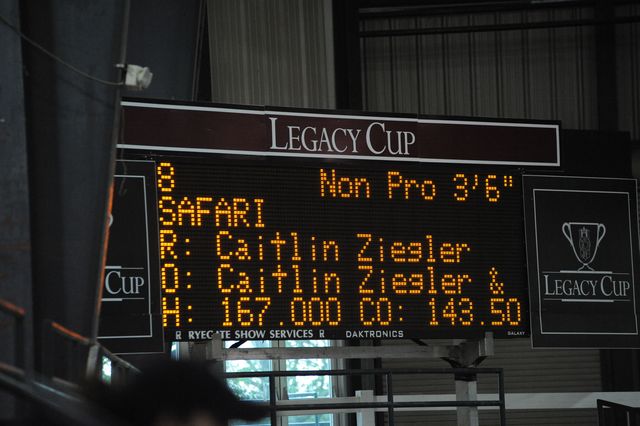 LEGACY CUP
8 Non Pro 3'6"
SAFARI
R: Caitlin Ziegler
O: Caitlin Ziegler &
H: 167.000 CO: 143.50
R RYEGATE SHOW SERVICES R DAKTRONICS GALAXY
CUP
LEGACY CUP